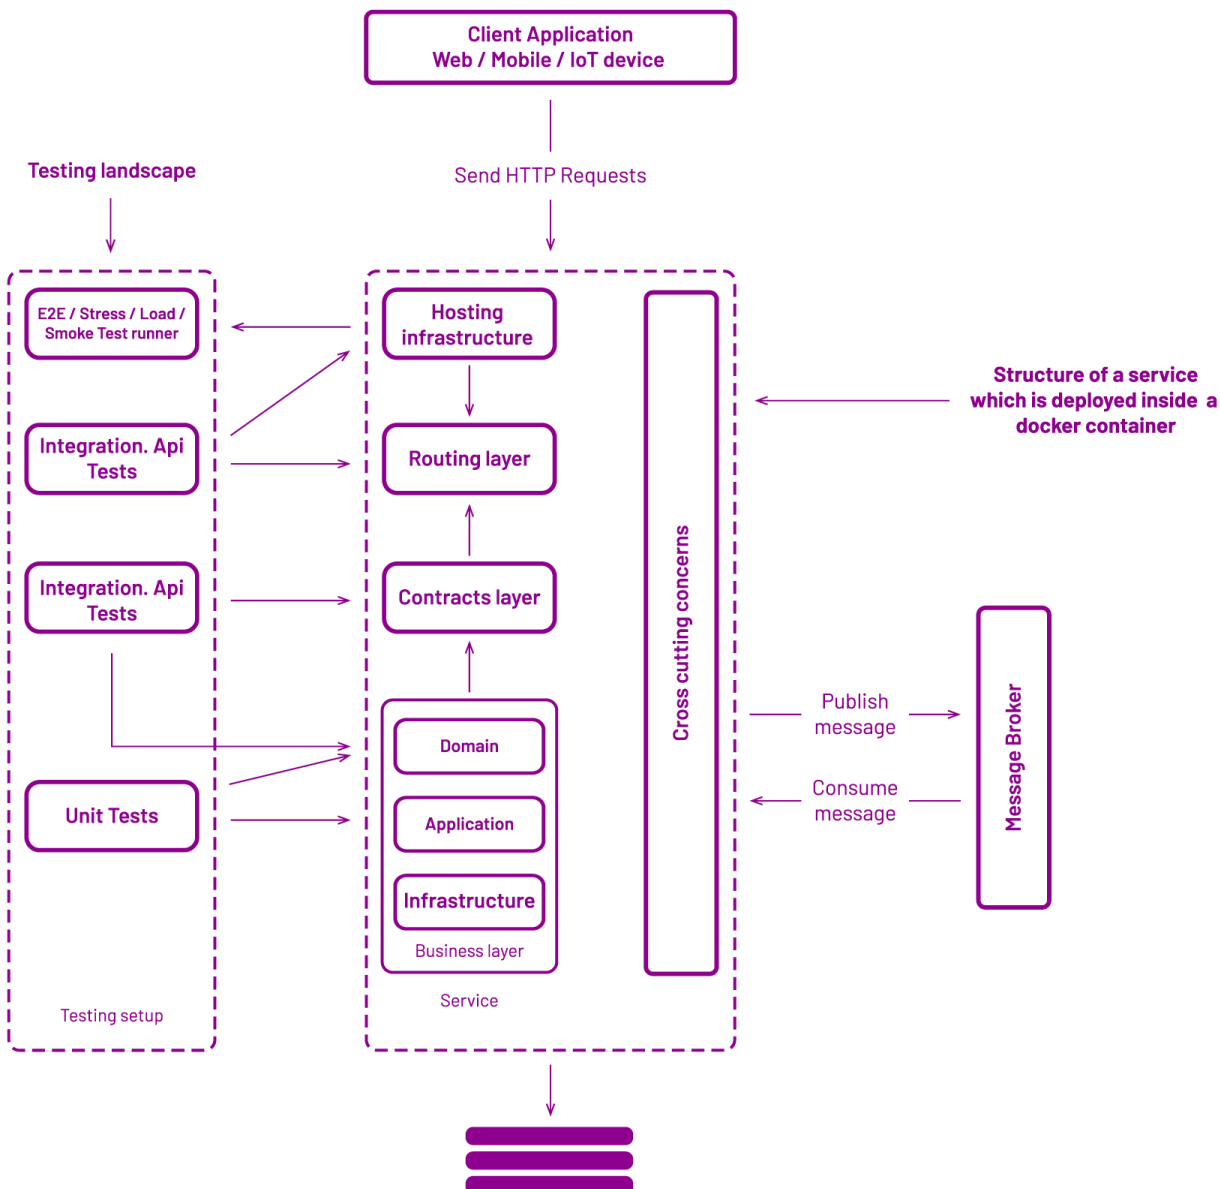 Client Application
Web / Mobile / IoT device
Send HTTP Requests
Testing landscape
E2E / Stress / Load /
Smoke Test runner
Integration. Api
Tests
Integration. Api
Tests
Unit Tests
Testing setup
Hosting
infrastructure
Routing layer
Contracts layer
Domain
Application
Infrastructure
Business layer
Service
Cross cutting concerns
Structure of a service
which is deployed inside a
docker container
Publish
message
Consume
message
Message Broker